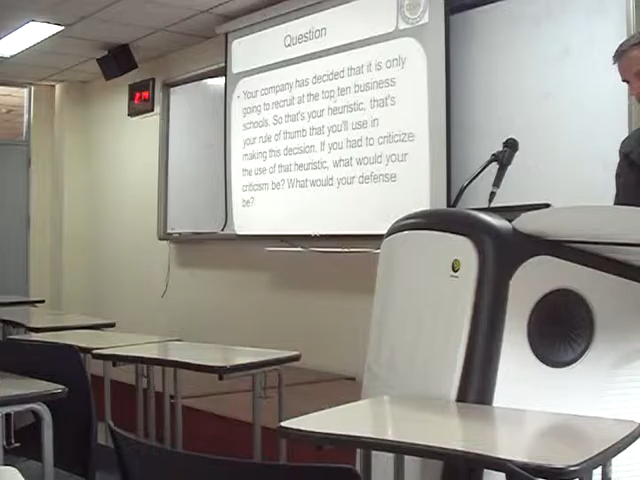 Question
• Your company has decided that it is only
going to recruit at the top ten business
schools. So that's your heuristic, that's
your rule of thumb that you'll use in
making this decision. If you had to criticize
the use of that heuristic, what would your
criticism be? What would your defense
be?